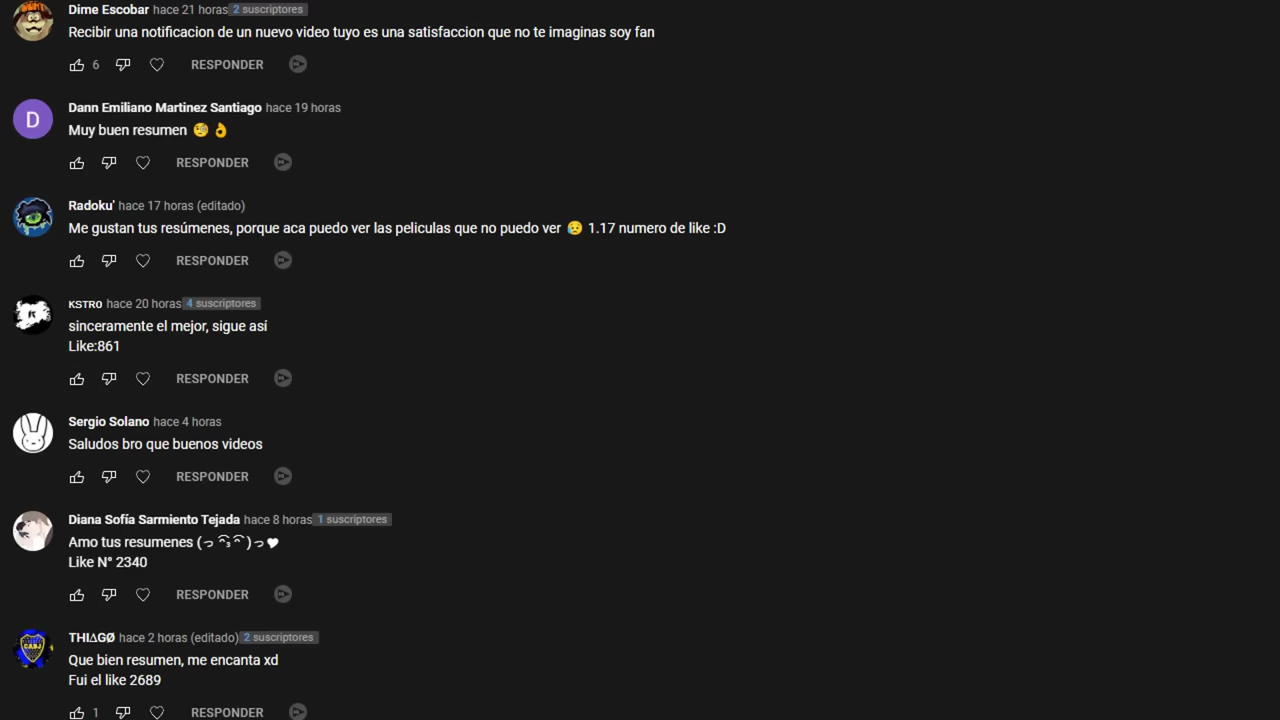 Dime Escobar hace 21 horas 2 suscriptores
Recibir una notificacion de un nuevo video tuyo es una satisfaccion que no te imaginas soy fan
6 RESPONDER
D
Dann Emiliano Martinez Santiago hace 19 horas
Muy buen resumen 🧐 👌
RESPONDER
Radoku' hace 17 horas (editado)
Me gustan tus resúmenes, porque aca puedo ver las peliculas que no puedo ver 😥 1.17 numero de like :D
RESPONDER
ĸѕтro hace 20 horas 4 suscriptores
sinceramente el mejor, sigue así
Like:861
RESPONDER
Sergio Solano hace 4 horas
Saludos bro que buenos videos
RESPONDER
Diana Sofía Sarmiento Tejada hace 8 horas 1 suscriptores
Amo tus resumenes (っ ͡ᵔ ͜ʖ ͡ᵔ )っ♥
Like N° 2340
RESPONDER
CABJ
THIΔGØ hace 2 horas (editado) 2 suscriptores
Que bien resumen, me encanta xd
Fui el like 2689
1 RESPONDER